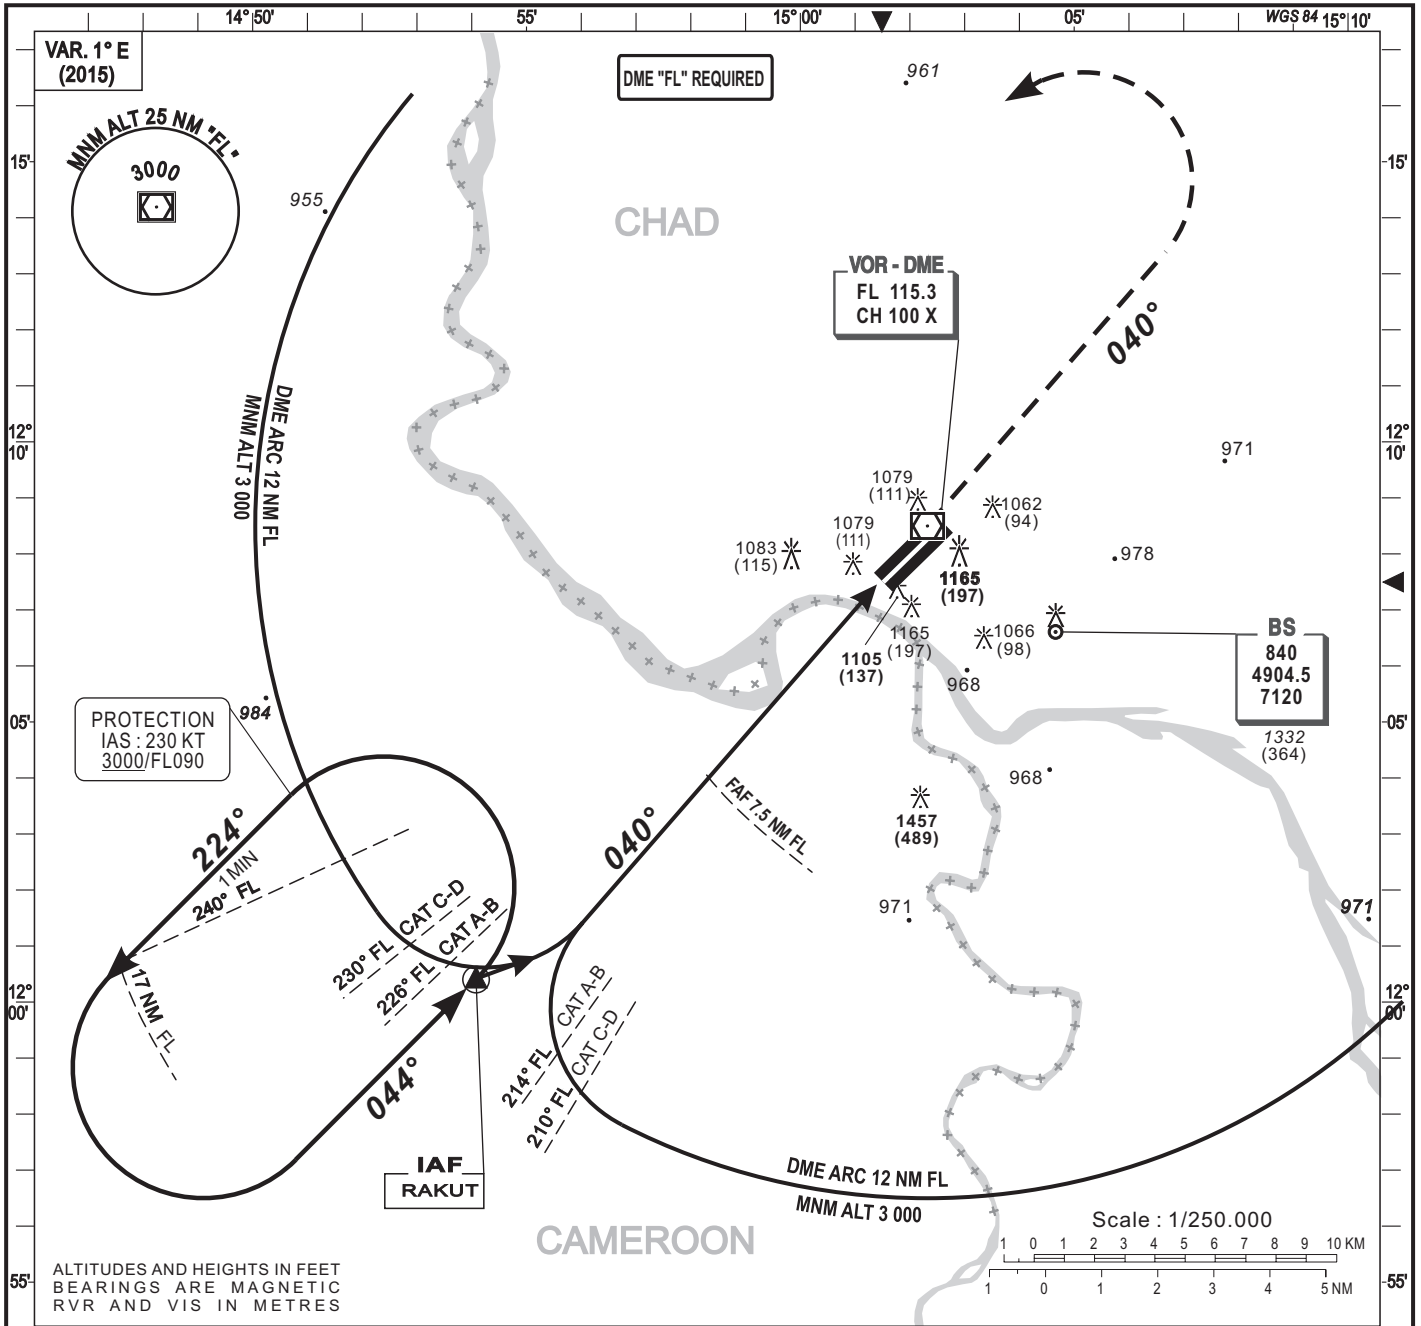 14° 50'
55'
15° 00'
05'
WGS 84
15° 10'
VAR. 1° E
(2015)
DME "FL" REQUIRED
961
MNM ALT 25 NM "FL"
3000
15'
15'
955
CHAD
VOR - DME
FL 115.3
CH 100 X
040°
DME ARC 12 NM FL
MNM ALT 3 000
12°
10'
12°
10'
971
1079
(111)
1062
(94)
1079
(111)
1083
(115)
978
1165
(197)
1165
(197)
1066
(98)
1105
(137)
BS
840
4904.5
7120
1332
(364)
968
984
PROTECTION
IAS : 230 KT
3000/FL090
05'
05'
968
FAF 7.5 NM FL
1457
(489)
040°
224°
1 MIN
240° FL
230° FL CAT C-D
226° FL CAT A-B
971
971
17 NM FL
12°
00'
12°
00'
214° FL CAT A-B
210° FL CAT C-D
044°
IAF
RAKUT
DME ARC 12 NM FL
MNM ALT 3 000
CAMEROON
Scale : 1/250.000
1 0 1 2 3 4 5 6 7 8 9 10 KM
1 0 1 2 3 4 5 NM
55'
55'
ALTITUDES AND HEIGHTS IN FEET
BEARINGS ARE MAGNETIC
RVR AND VIS IN METRES